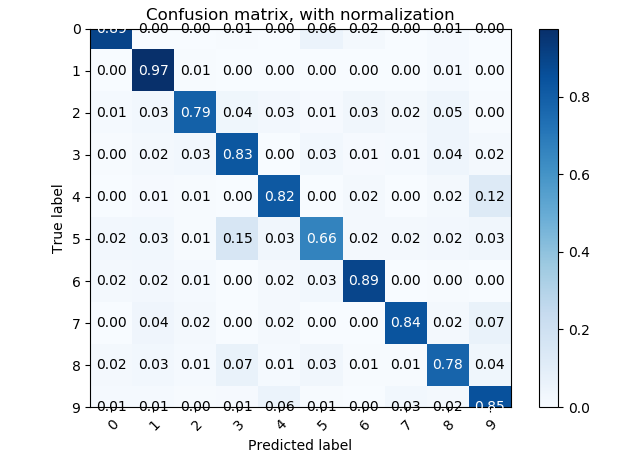 Confusion matrix, with normalization
0 0.89 0.00 0.00 0.01 0.00 0.06 0.02 0.00 0.01 0.00
1 0.00 0.97 0.01 0.00 0.00 0.00 0.00 0.00 0.01 0.00
2 0.01 0.03 0.79 0.04 0.03 0.01 0.03 0.02 0.05 0.00
3 0.00 0.02 0.03 0.83 0.00 0.03 0.01 0.01 0.04 0.02
4 0.00 0.01 0.01 0.00 0.82 0.00 0.02 0.00 0.02 0.12
5 0.02 0.03 0.01 0.15 0.03 0.66 0.02 0.02 0.02 0.03
6 0.02 0.02 0.01 0.00 0.02 0.03 0.89 0.00 0.00 0.00
7 0.00 0.04 0.02 0.00 0.02 0.00 0.00 0.84 0.02 0.07
8 0.02 0.03 0.01 0.07 0.01 0.03 0.01 0.01 0.78 0.04
9 0.01 0.01 0.00 0.01 0.06 0.01 0.00 0.03 0.02 0.85
0 1 2 3 4 5 6 7 8 9
Predicted label
True label
0.8
0.6
0.4
0.2
0.0